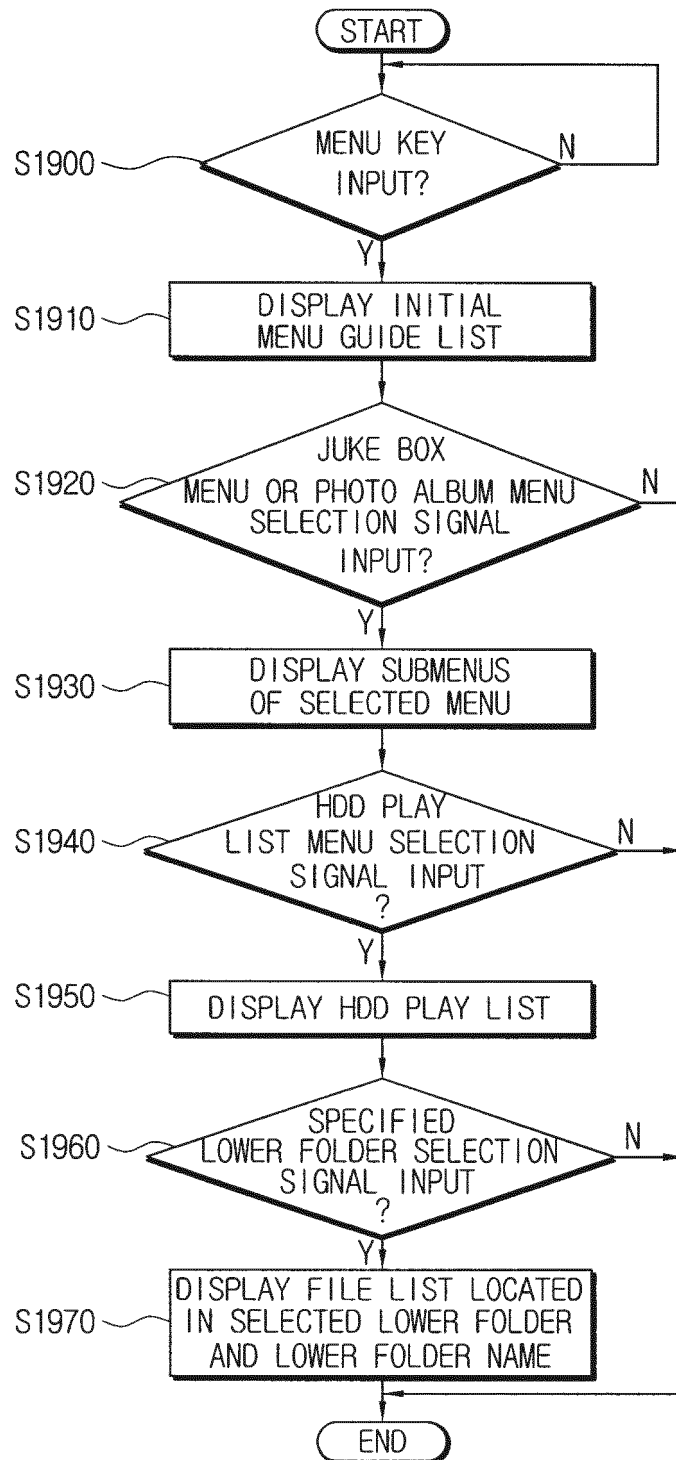 START
S1900
MENU KEY
INPUT?
N
Y
S1910
DISPLAY INITIAL
MENU GUIDE LIST
S1920
JUKE BOX
MENU OR PHOTO ALBUM MENU
SELECTION SIGNAL
INPUT?
N
Y
S1930
DISPLAY SUBMENUS
OF SELECTED MENU
S1940
HDD PLAY
LIST MENU SELECTION
SIGNAL INPUT
?
N
Y
S1950
DISPLAY HDD PLAY LIST
S1960
SPECIFIED
LOWER FOLDER SELECTION
SIGNAL INPUT
?
N
Y
S1970
DISPLAY FILE LIST LOCATED
IN SELECTED LOWER FOLDER
AND LOWER FOLDER NAME
END